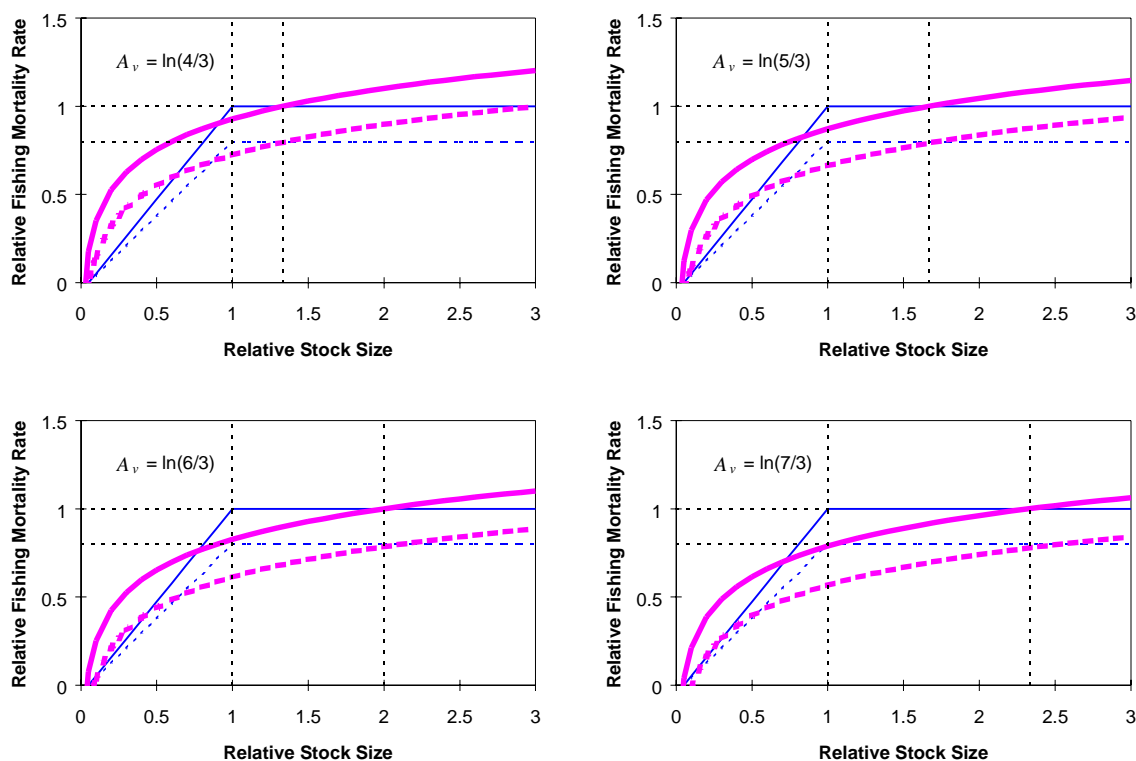 Relative Fishing Mortality Rate
1.5
1
0.5
0
A_v = ln(4/3)
0 0.5 1 1.5 2 2.5 3
Relative Stock Size
Relative Fishing Mortality Rate
1.5
1
0.5
0
A_v = ln(5/3)
0 0.5 1 1.5 2 2.5 3
Relative Stock Size
Relative Fishing Mortality Rate
1.5
1
0.5
0
A_v = ln(6/3)
0 0.5 1 1.5 2 2.5 3
Relative Stock Size
Relative Fishing Mortality Rate
1.5
1
0.5
0
A_v = ln(7/3)
0 0.5 1 1.5 2 2.5 3
Relative Stock Size